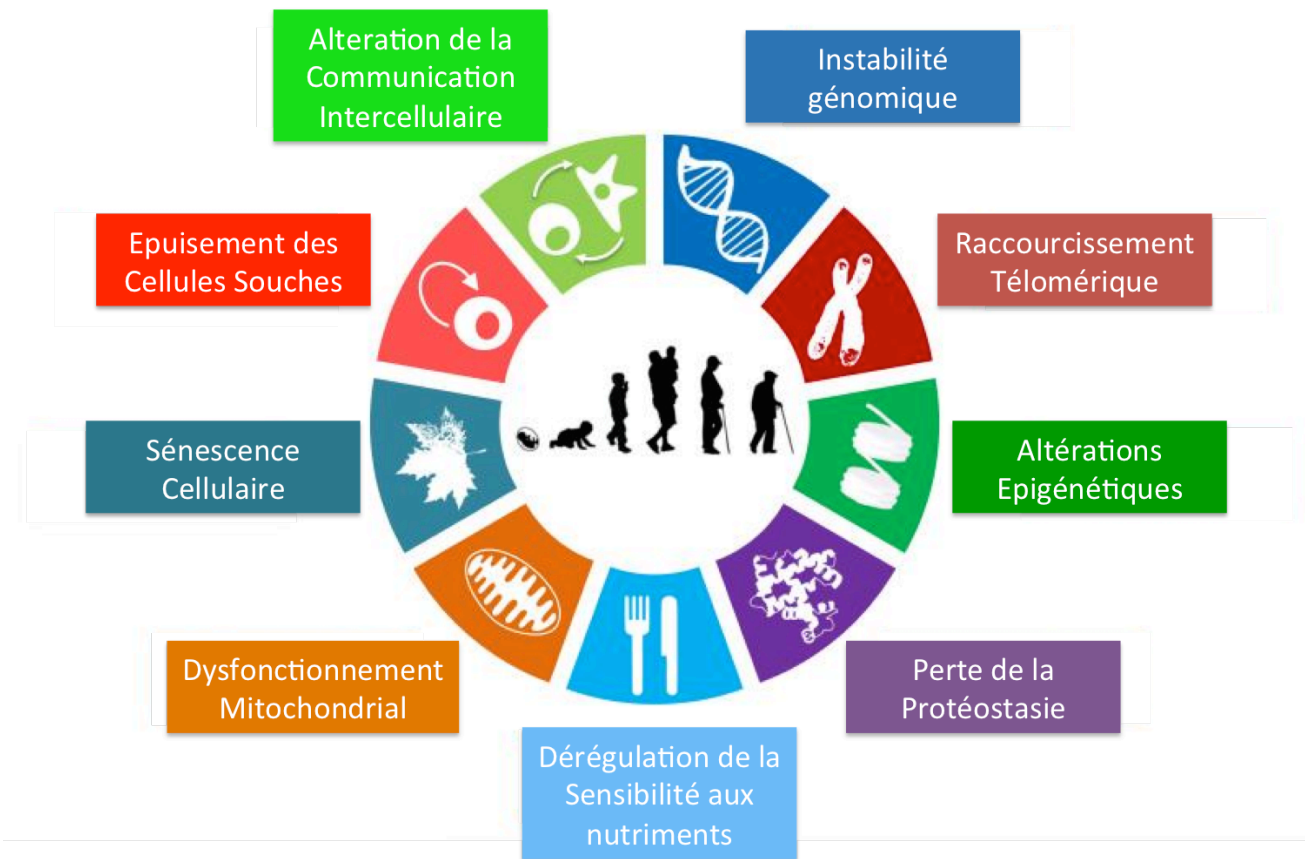 Alteration de la
Communication
Intercellulaire
Instabilité
génomique
Epuisement des
Cellules Souches
Raccourcissement
Télomérique
Sénescence
Cellulaire
Altérations
Epigénétiques
Dysfonctionnement
Mitochondrial
Perte de la
Protéostasie
Dérégulation de la
Sensibilité aux
nutriments